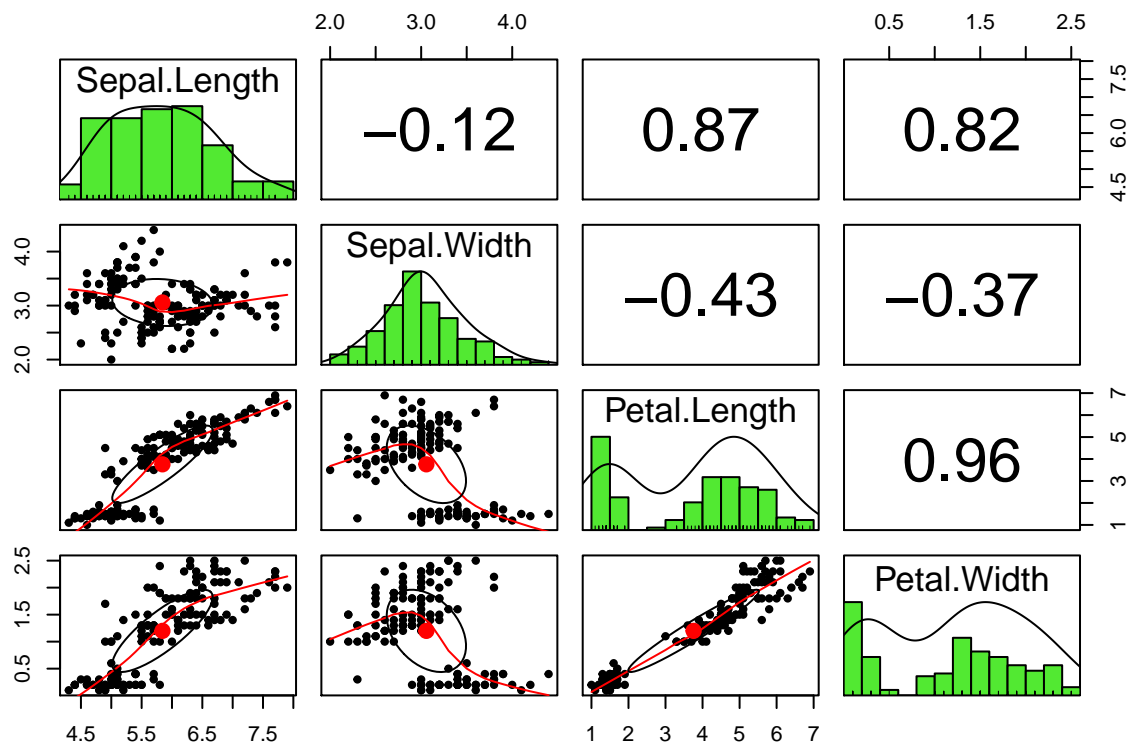 2.0 3.0 4.0 0.5 1.5 2.5
Sepal.Length −0.12 0.87 0.82 4.5 6.0 7.5
2.0 3.0 4.0 Sepal.Width −0.43 −0.37
Petal.Length 0.96 1 3 5 7
0.5 1.5 2.5 Petal.Width
4.5 5.5 6.5 7.5 1 2 3 4 5 6 7